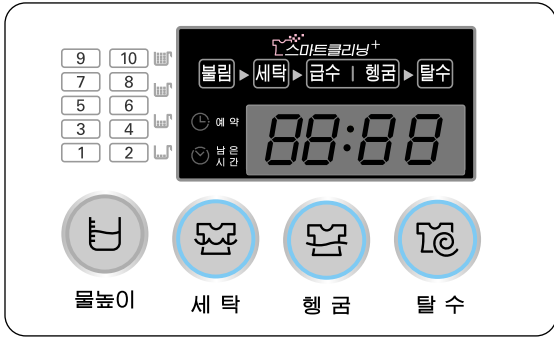 스마트클리닝+
불림 ▶ 세탁 ▶ 급수 | 헹굼 ▶ 탈수
9 10
7 8
5 6
3 4
1 2
예약
남은
시간
88:88
물높이 세탁 헹굼 탈수